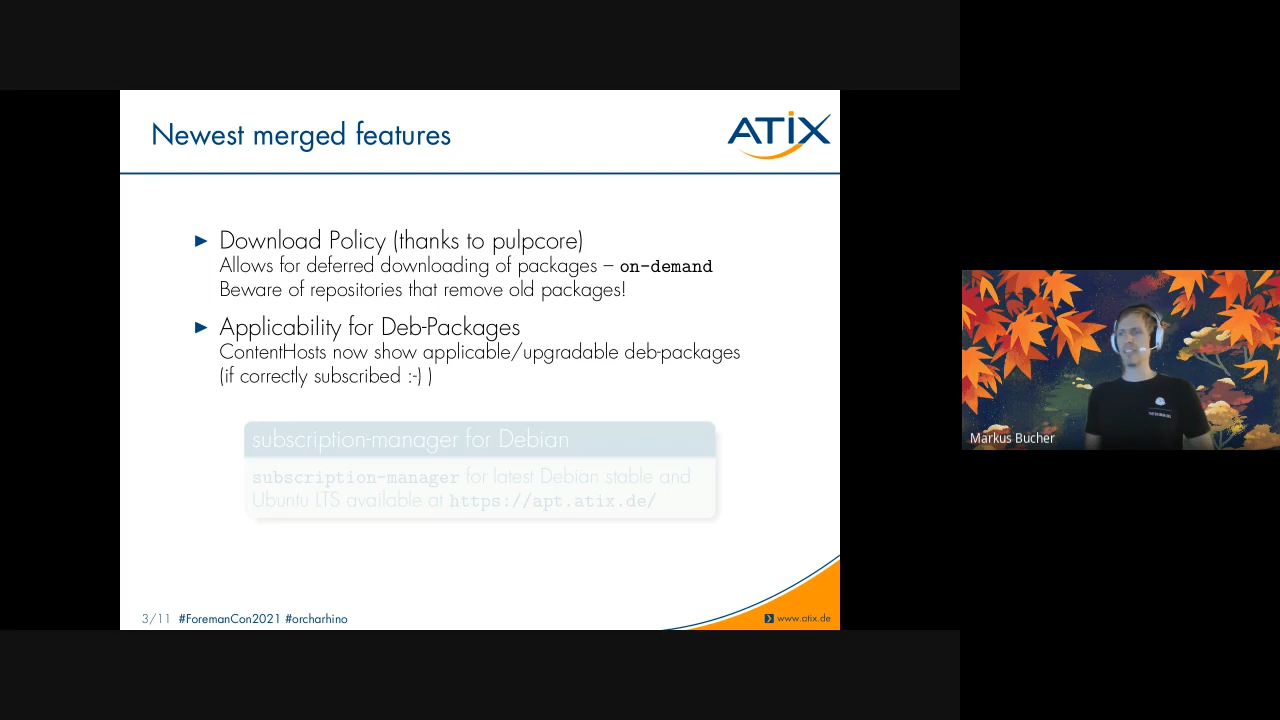 Newest merged features
ATIX
► Download Policy (thanks to pulpcore)
Allows for deferred downloading of packages – on-demand
Beware of repositories that remove old packages!
► Applicability for Deb-Packages
ContentHosts now show applicable/upgradable deb-packages
(if correctly subscribed :-) )
subscription-manager for Debian
subscription-manager for latest Debian stable and
Ubuntu LTS available at https://apt.atix.de/
3/11 #ForemanCon2021 #orcharhino
www.atix.de
Markus Bucher